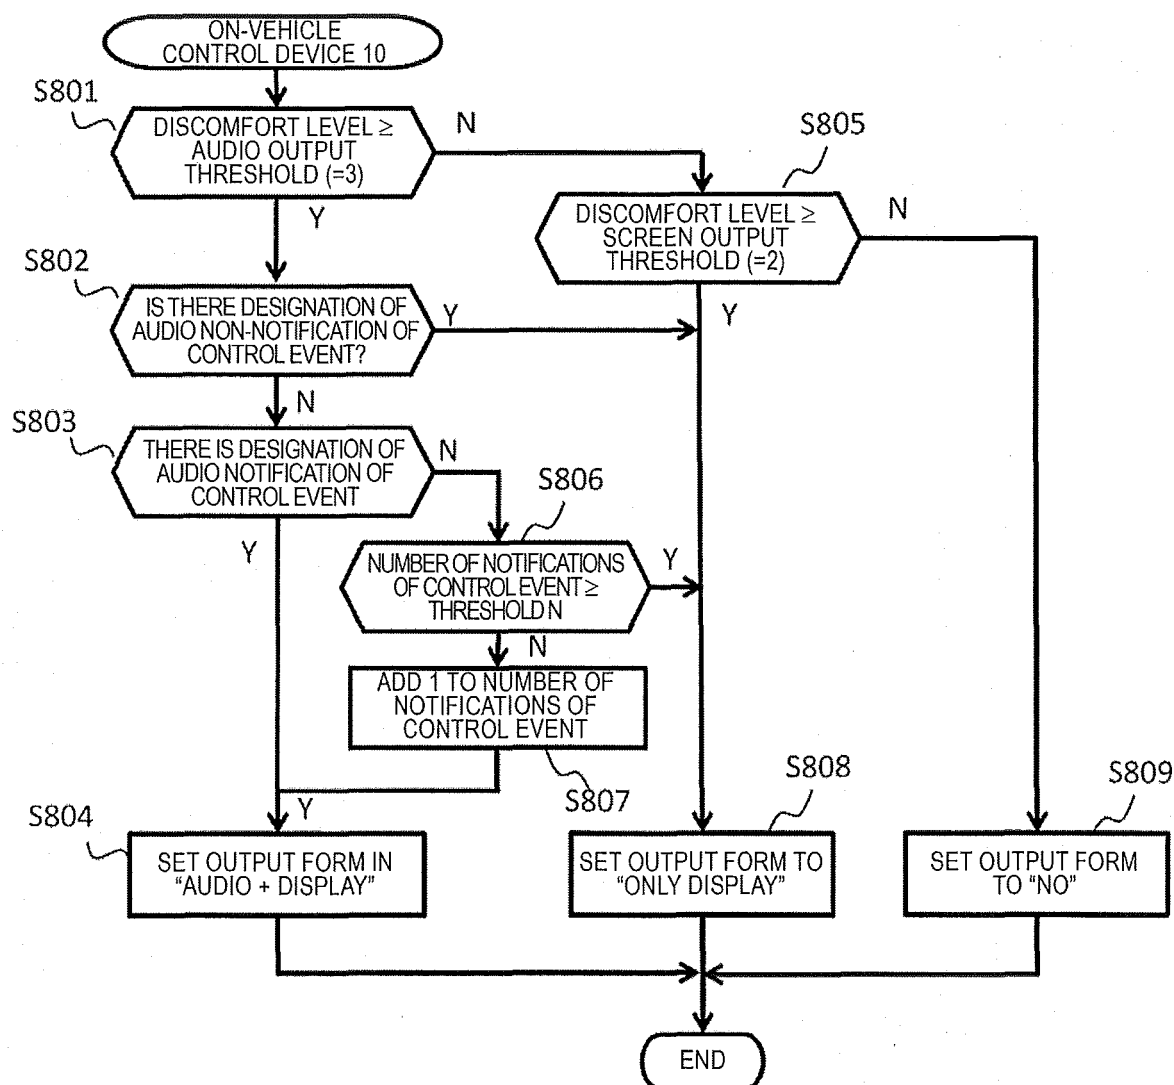 ON-VEHICLE
CONTROL DEVICE 10
S801
DISCOMFORT LEVEL ≥
AUDIO OUTPUT
THRESHOLD (=3)
N
Y
S805
DISCOMFORT LEVEL ≥
SCREEN OUTPUT
THRESHOLD (=2)
N
Y
S802
IS THERE DESIGNATION OF
AUDIO NON-NOTIFICATION OF
CONTROL EVENT?
Y
N
S803
THERE IS DESIGNATION OF
AUDIO NOTIFICATION OF
CONTROL EVENT
N
Y
S806
NUMBER OF NOTIFICATIONS
OF CONTROL EVENT ≥
THRESHOLD N
Y
N
ADD 1 TO NUMBER OF
NOTIFICATIONS OF
CONTROL EVENT
S807
Y
S804
SET OUTPUT FORM IN
“AUDIO + DISPLAY”
S808
SET OUTPUT FORM TO
“ONLY DISPLAY”
S809
SET OUTPUT FORM
TO “NO”
END